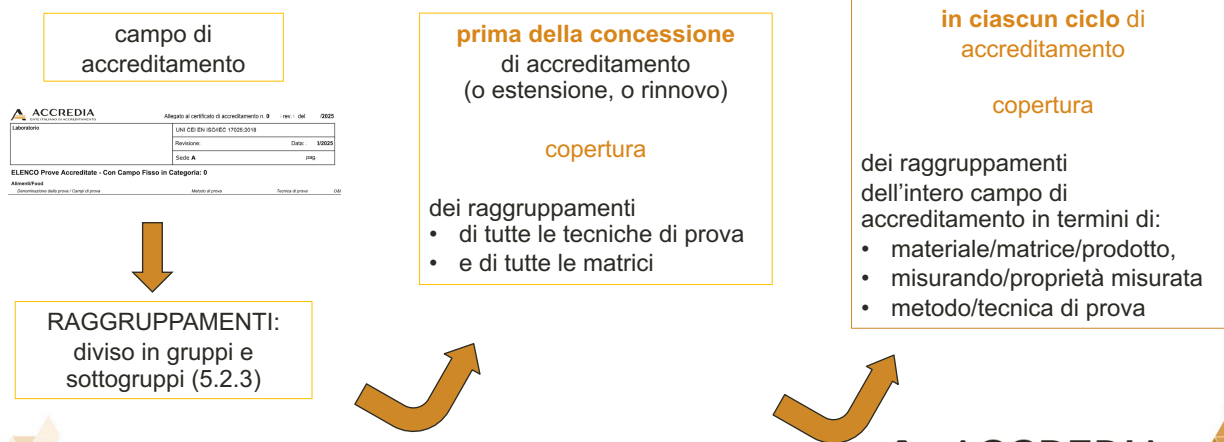 campo di
accreditamento
ACCREDIA
Allegato al certificato di accreditamento n. 0 rev. del /2025
Laboratorio
UNI CEI EN ISO/IEC 17025:2018
Revisione: Data: 1/2025
Sede A pag.
ELENCO Prove Accreditate - Con Campo Fisso in Categoria: 0
Alimenti/Food
Denominazione della prova / Campi di prova Metodo di prova Tecnica di prova O&I
RAGGRUPPAMENTI:
diviso in gruppi e
sottogruppi (5.2.3)
prima della concessione
di accreditamento
(o estensione, o rinnovo)
copertura
dei raggruppamenti
• di tutte le tecniche di prova
• e di tutte le matrici
in ciascun ciclo di
accreditamento
copertura
dei raggruppamenti
dell'intero campo di
accreditamento in termini di:
• materiale/matrice/prodotto,
• misurando/proprietà misurata
• metodo/tecnica di prova
ACCREDIA